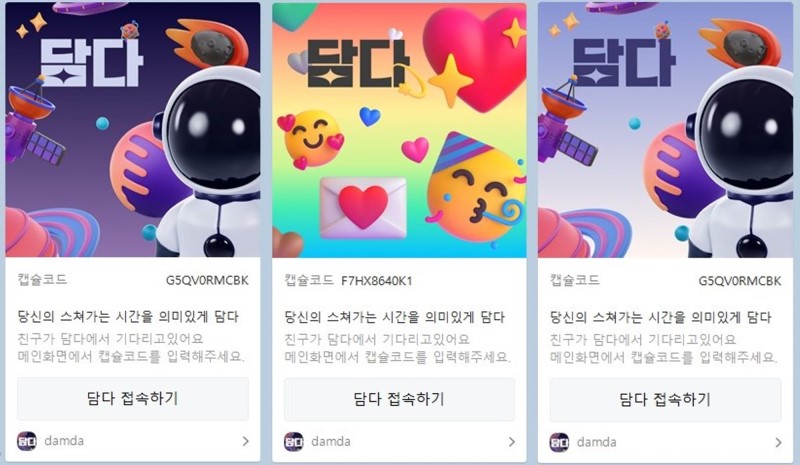 담다
캡슐코드 G5QV0RMCBK
당신의 스쳐가는 시간을 의미있게 담다
친구가 담다에서 기다리고있어요
메인화면에서 캡슐코드를 입력해주세요.
담다 접속하기
담다 damda
담다
캡슐코드 F7HX8640K1
당신의 스쳐가는 시간을 의미있게 담다
친구가 담다에서 기다리고있어요
메인화면에서 캡슐코드를 입력해주세요.
담다 접속하기
담다 damda
담다
캡슐코드 G5QV0RMCBK
당신의 스쳐가는 시간을 의미있게 담다
친구가 담다에서 기다리고있어요
메인화면에서 캡슐코드를 입력해주세요.
담다 접속하기
담다 damda